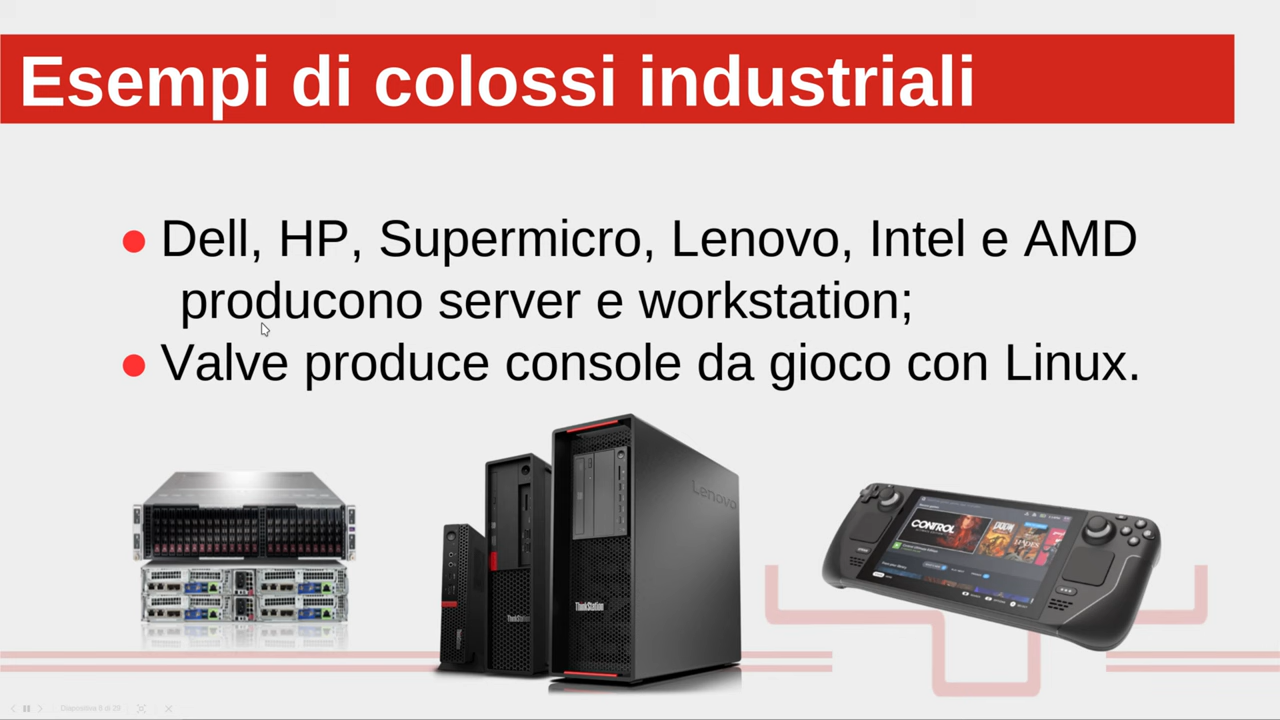 Esempi di colossi industriali
Dell, HP, Supermicro, Lenovo, Intel e AMD
producono server e workstation;
Valve produce console da gioco con Linux.
Lenovo
ThinkStation
ThinkStation
CONTROL
DOOM